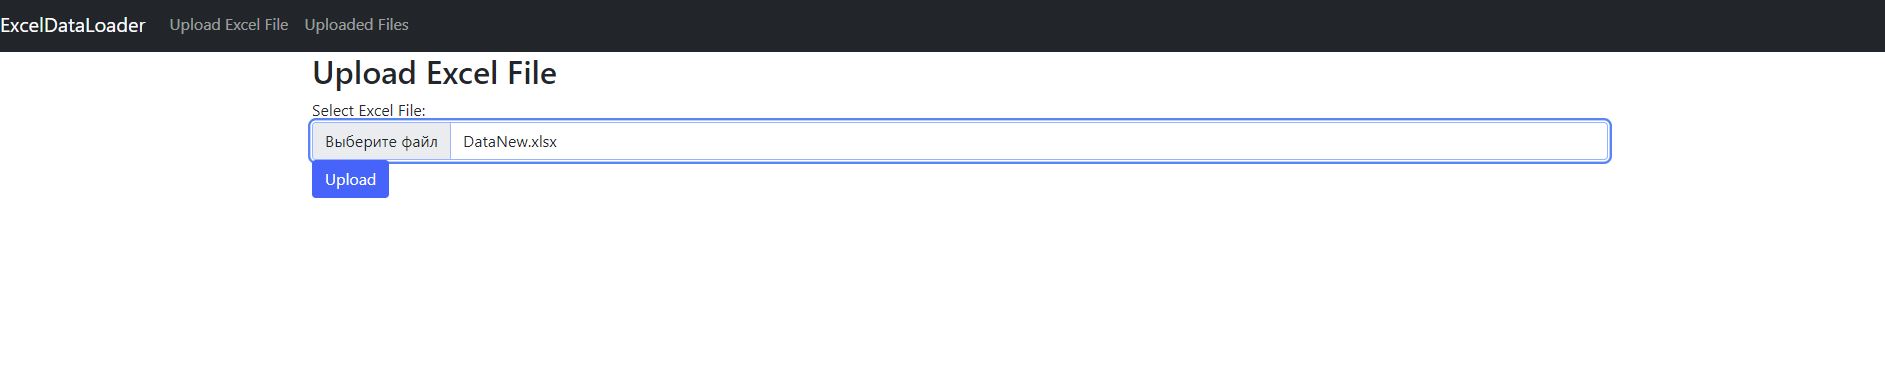 ExcelDataLoader Upload Excel File Uploaded Files
Upload Excel File
Select Excel File:
Выберите файл DataNew.xlsx
Upload